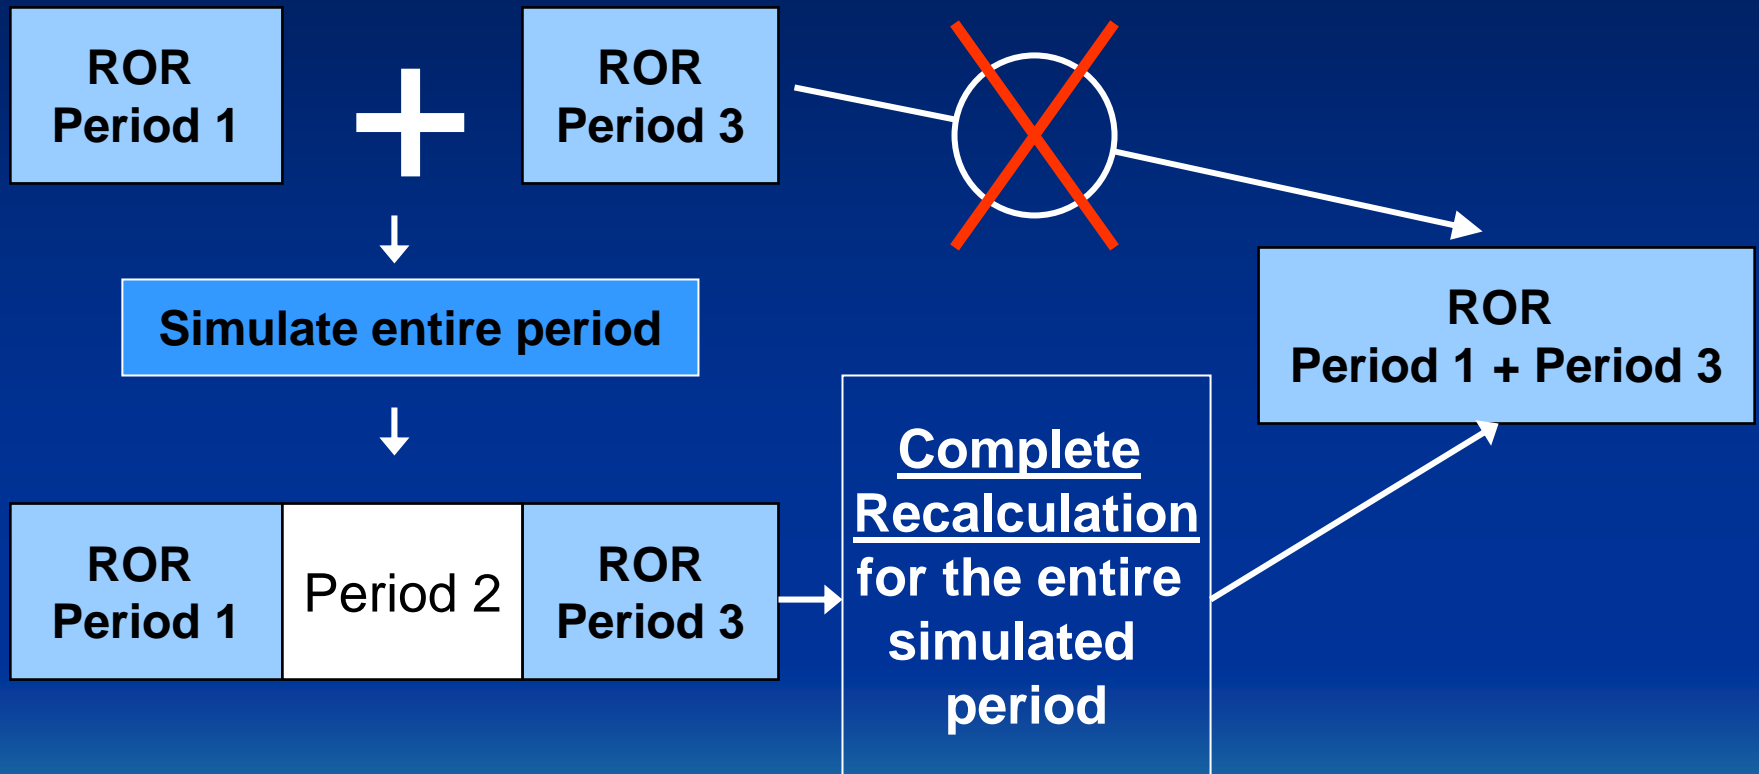 ROR
Period 1
+
ROR
Period 3
Simulate entire period
ROR
Period 1 + Period 3
ROR
Period 1
Period 2
ROR
Period 3
Complete
Recalculation
for the entire
simulated
period